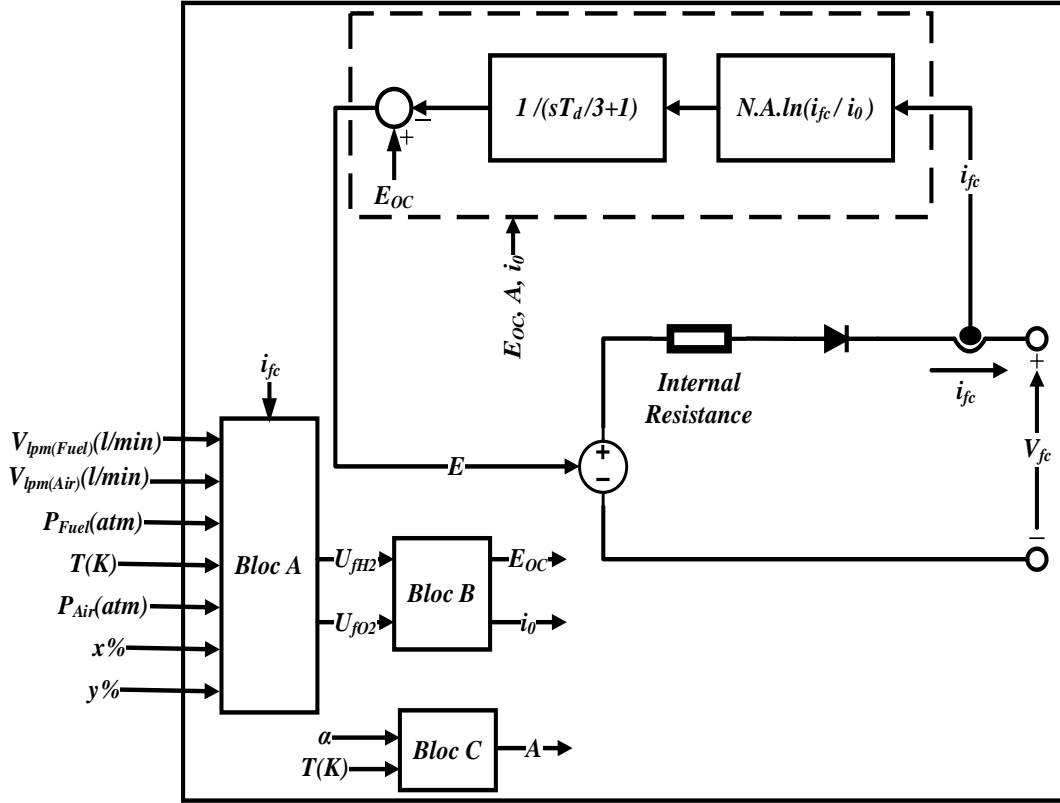 1/(sT_d/3+1)
N.A.ln(i_fc/i_0)
−
+
E_OC
i_fc
E_OC, A, i_0
Internal
Resistance
i_fc
+
V_fc
−
i_fc
E
+
−
V_lpm(Fuel)(l/min)
V_lpm(Air)(l/min)
P_Fuel(atm)
T(K)
P_Air(atm)
x%
y%
Bloc A
U_fH2
U_fO2
Bloc B
E_OC
i_0
α
T(K)
Bloc C
A